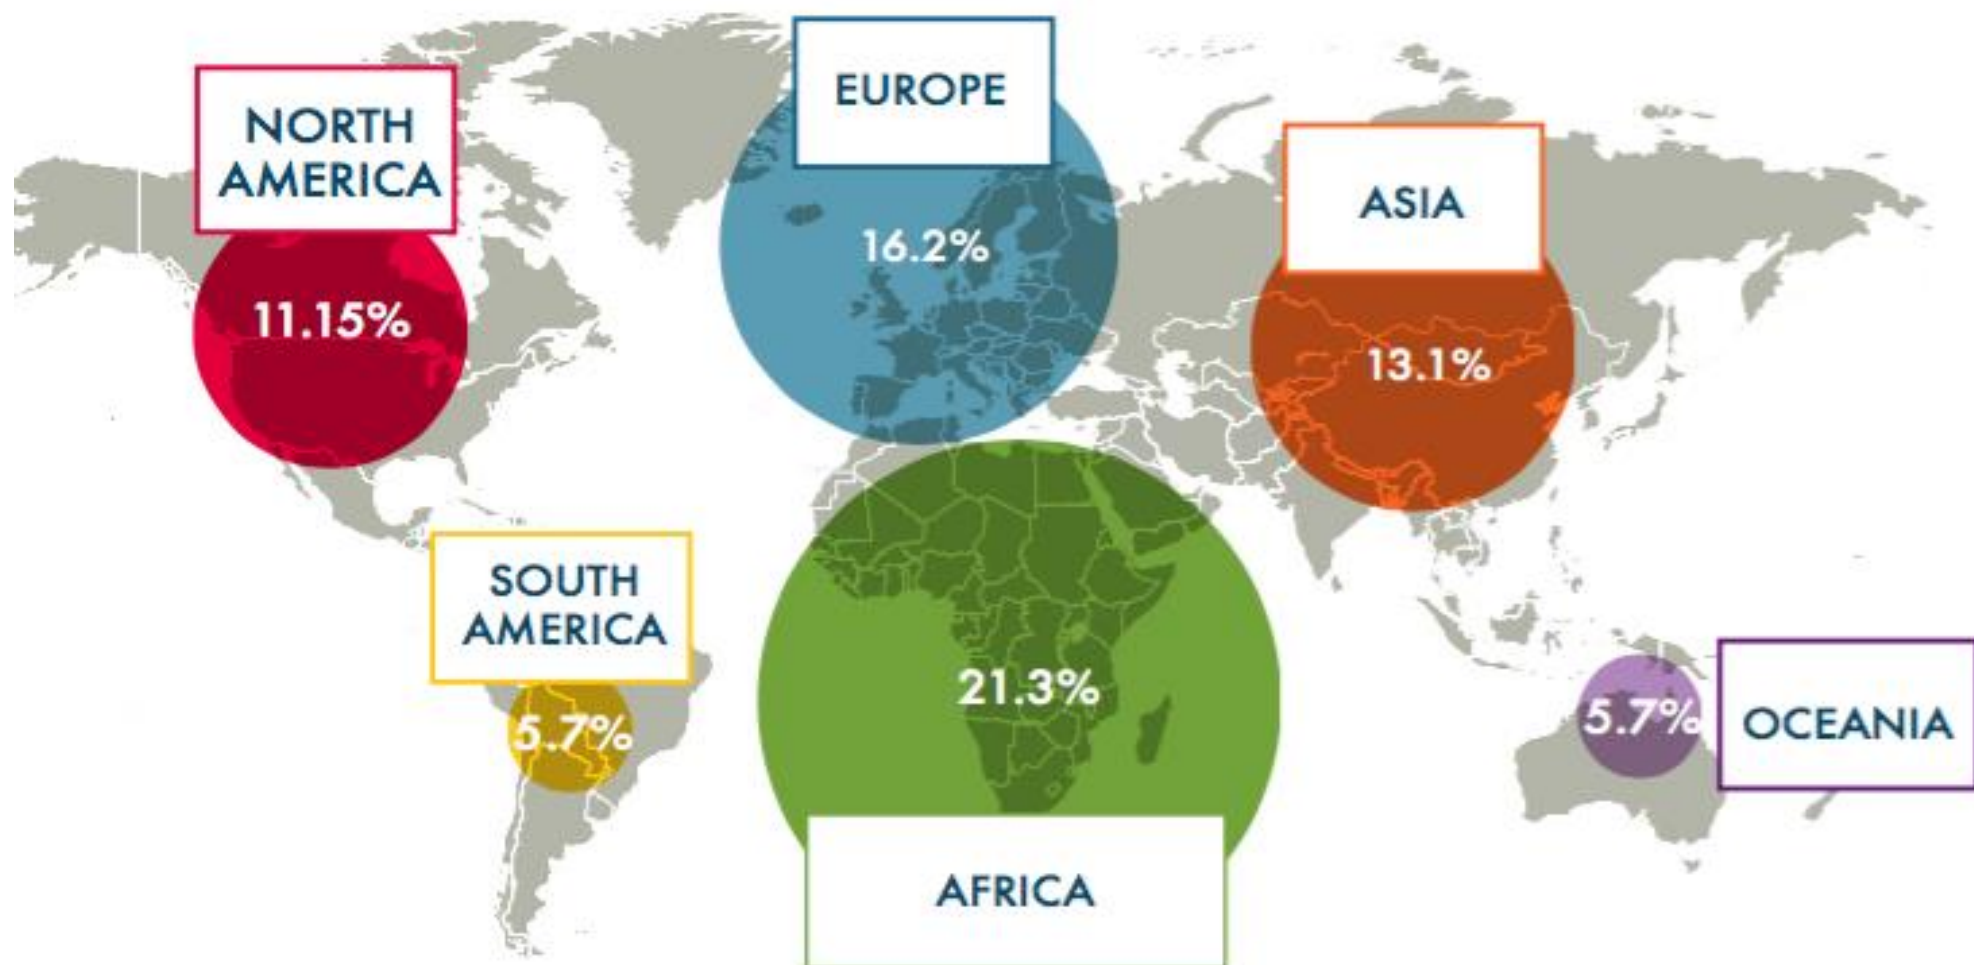 NORTH
AMERICA
11.15%
EUROPE
16.2%
ASIA
13.1%
SOUTH
AMERICA
5.7%
21.3%
AFRICA
5.7%
OCEANIA